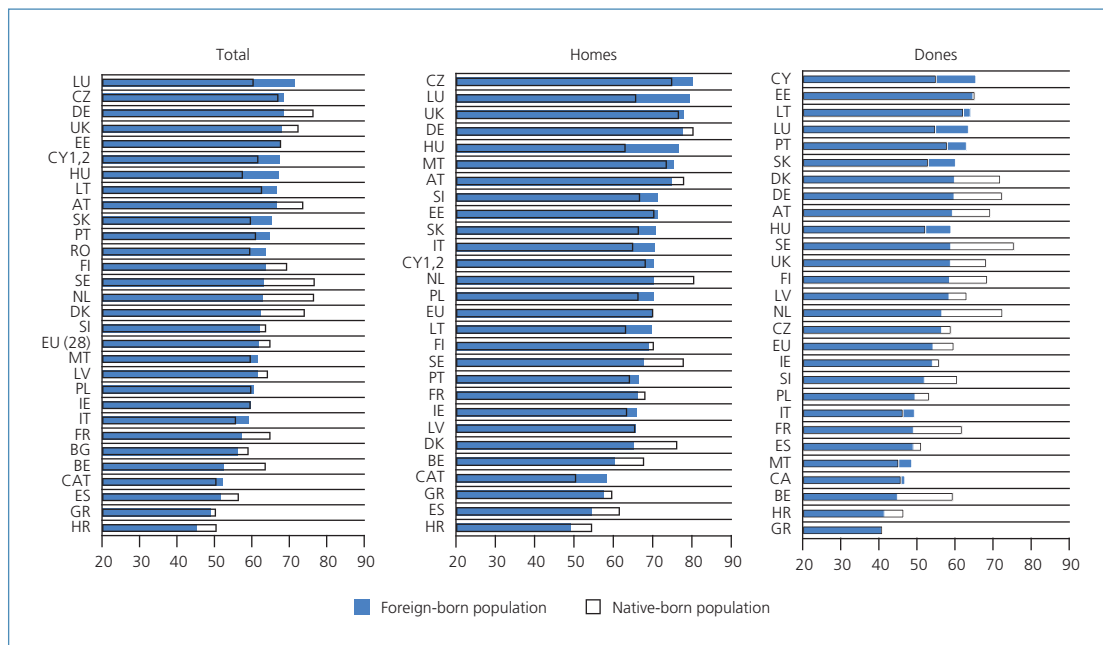 Total
LU
CZ
DE
UK
EE
CY1,2
HU
LT
AT
SK
PT
RO
FI
SE
NL
DK
SI
EU (28)
MT
LV
PL
IE
IT
FR
BG
BE
CAT
ES
GR
HR
20 30 40 50 60 70 80 90
Homes
CZ
LU
UK
DE
HU
MT
AT
SI
EE
SK
IT
CY1,2
NL
PL
EU
LT
FI
SE
PT
FR
IE
LV
DK
BE
CAT
GR
ES
HR
20 30 40 50 60 70 80 90
Dones
CY
EE
LT
LU
PT
SK
DK
DE
AT
HU
SE
UK
FI
LV
NL
CZ
EU
IE
SI
PL
IT
FR
ES
MT
CA
BE
HR
GR
20 30 40 50 60 70 80 90
Foreign-born population
Native-born population